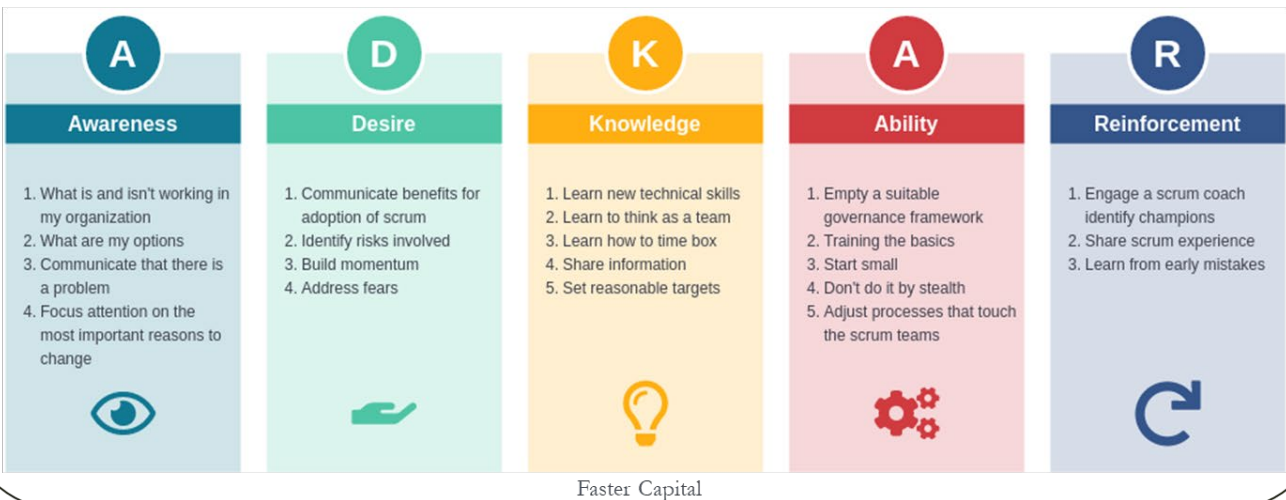 A
Awareness
1. What is and isn't working in
my organization
2. What are my options
3. Communicate that there is
a problem
4. Focus attention on the
most important reasons to
change
D
Desire
1. Communicate benefits for
adoption of scrum
2. Identify risks involved
3. Build momentum
4. Address fears
K
Knowledge
1. Learn new technical skills
2. Learn to think as a team
3. Learn how to time box
4. Share information
5. Set reasonable targets
A
Ability
1. Empty a suitable
governance framework
2. Training the basics
3. Start small
4. Don't do it by stealth
5. Adjust processes that touch
the scrum teams
R
Reinforcement
1. Engage a scrum coach
identify champions
2. Share scrum experience
3. Learn from early mistakes
Faster Capital